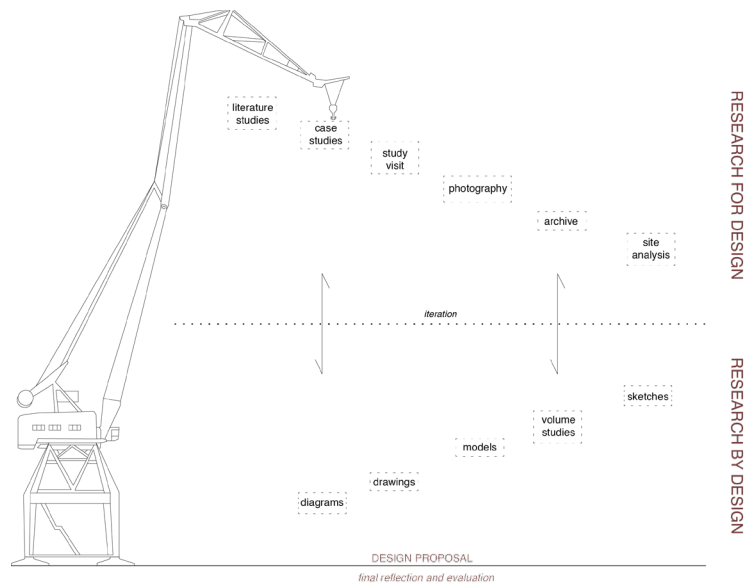 literature
studies
case
studies
study
visit
photography
archive
site
analysis
RESEARCH FOR DESIGN
iteration
sketches
volume
studies
models
drawings
diagrams
RESEARCH BY DESIGN
DESIGN PROPOSAL
final reflection and evaluation